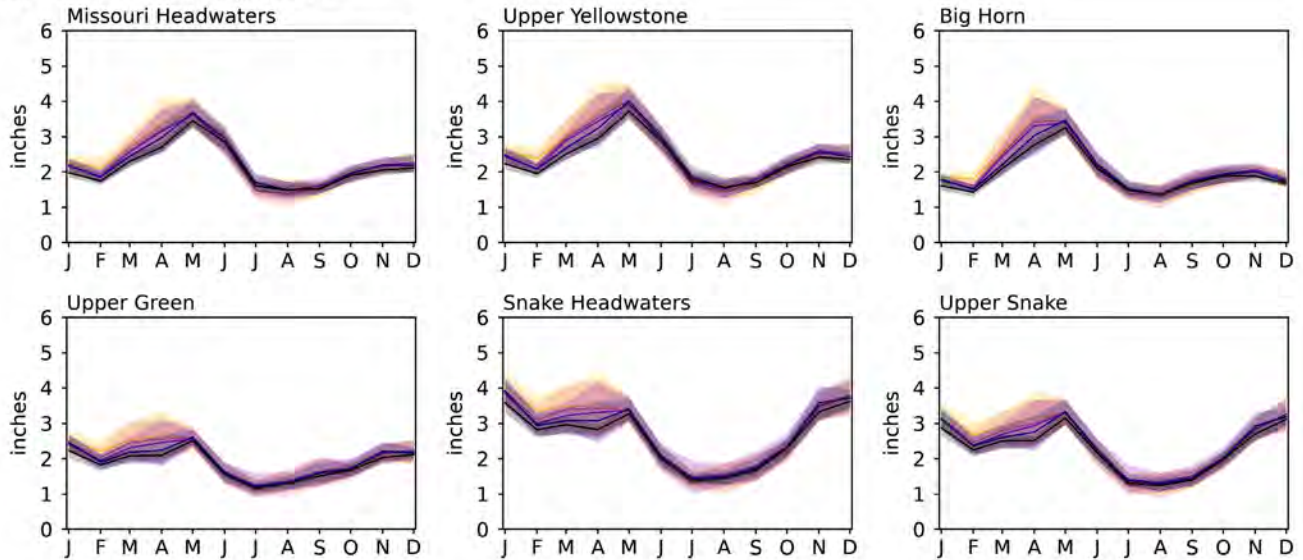 Missouri Headwaters
6
5
4
3
2
1
0
inches
J F M A M J J A S O N D
Upper Yellowstone
6
5
4
3
2
1
0
inches
J F M A M J J A S O N D
Big Horn
6
5
4
3
2
1
0
inches
J F M A M J J A S O N D
Upper Green
6
5
4
3
2
1
0
inches
J F M A M J J A S O N D
Snake Headwaters
6
5
4
3
2
1
0
inches
J F M A M J J A S O N D
Upper Snake
6
5
4
3
2
1
0
inches
J F M A M J J A S O N D